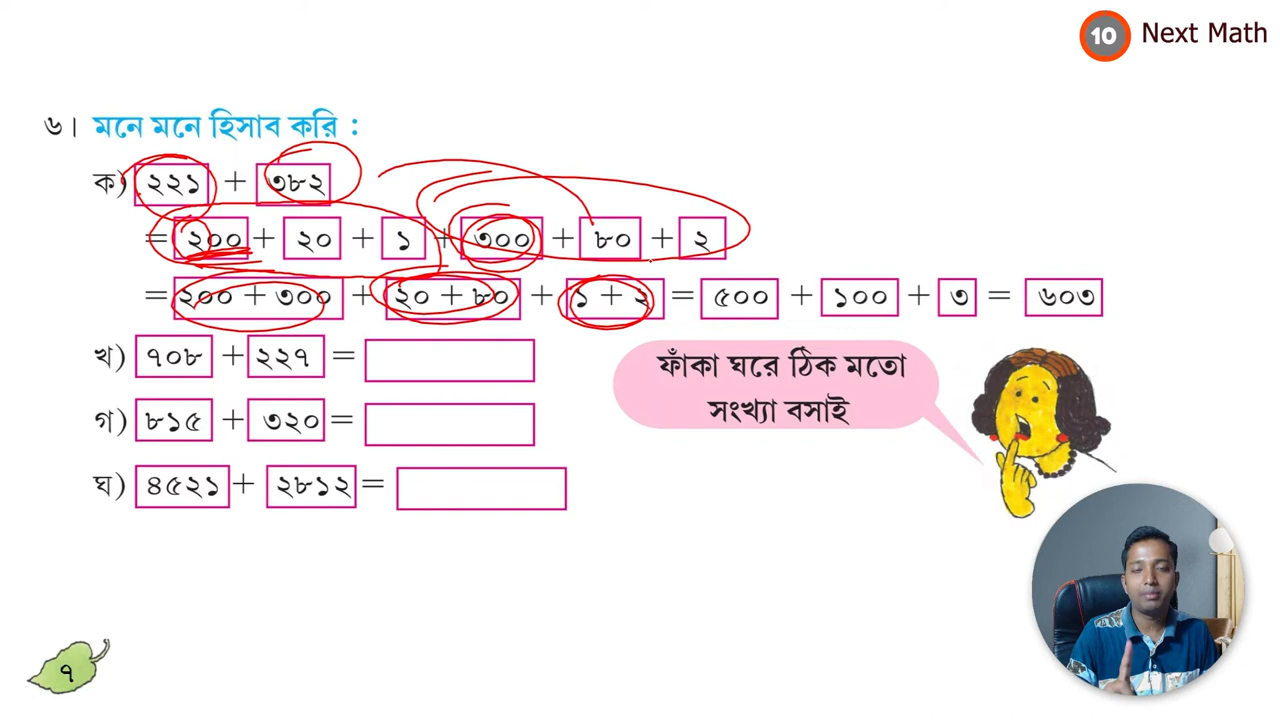 10 Next Math
৬। মনে মনে হিসাব করি :
ক) ২২১ + ৩৮২
= ২০০ + ২০ + ১ + ৩০০ + ৮০ + ২
= ২০০ + ৩০০ + ২০ + ৮০ + ১ + ২ = ৫০০ + ১০০ + ৩ = ৬০৩
খ) ৭০৮ + ২২৭ =
গ) ৮১৫ + ৩২০ =
ঘ) ৪৫২১ + ২৮১২ =
ফাঁকা ঘরে ঠিক মতো
সংখ্যা বসাই
৭